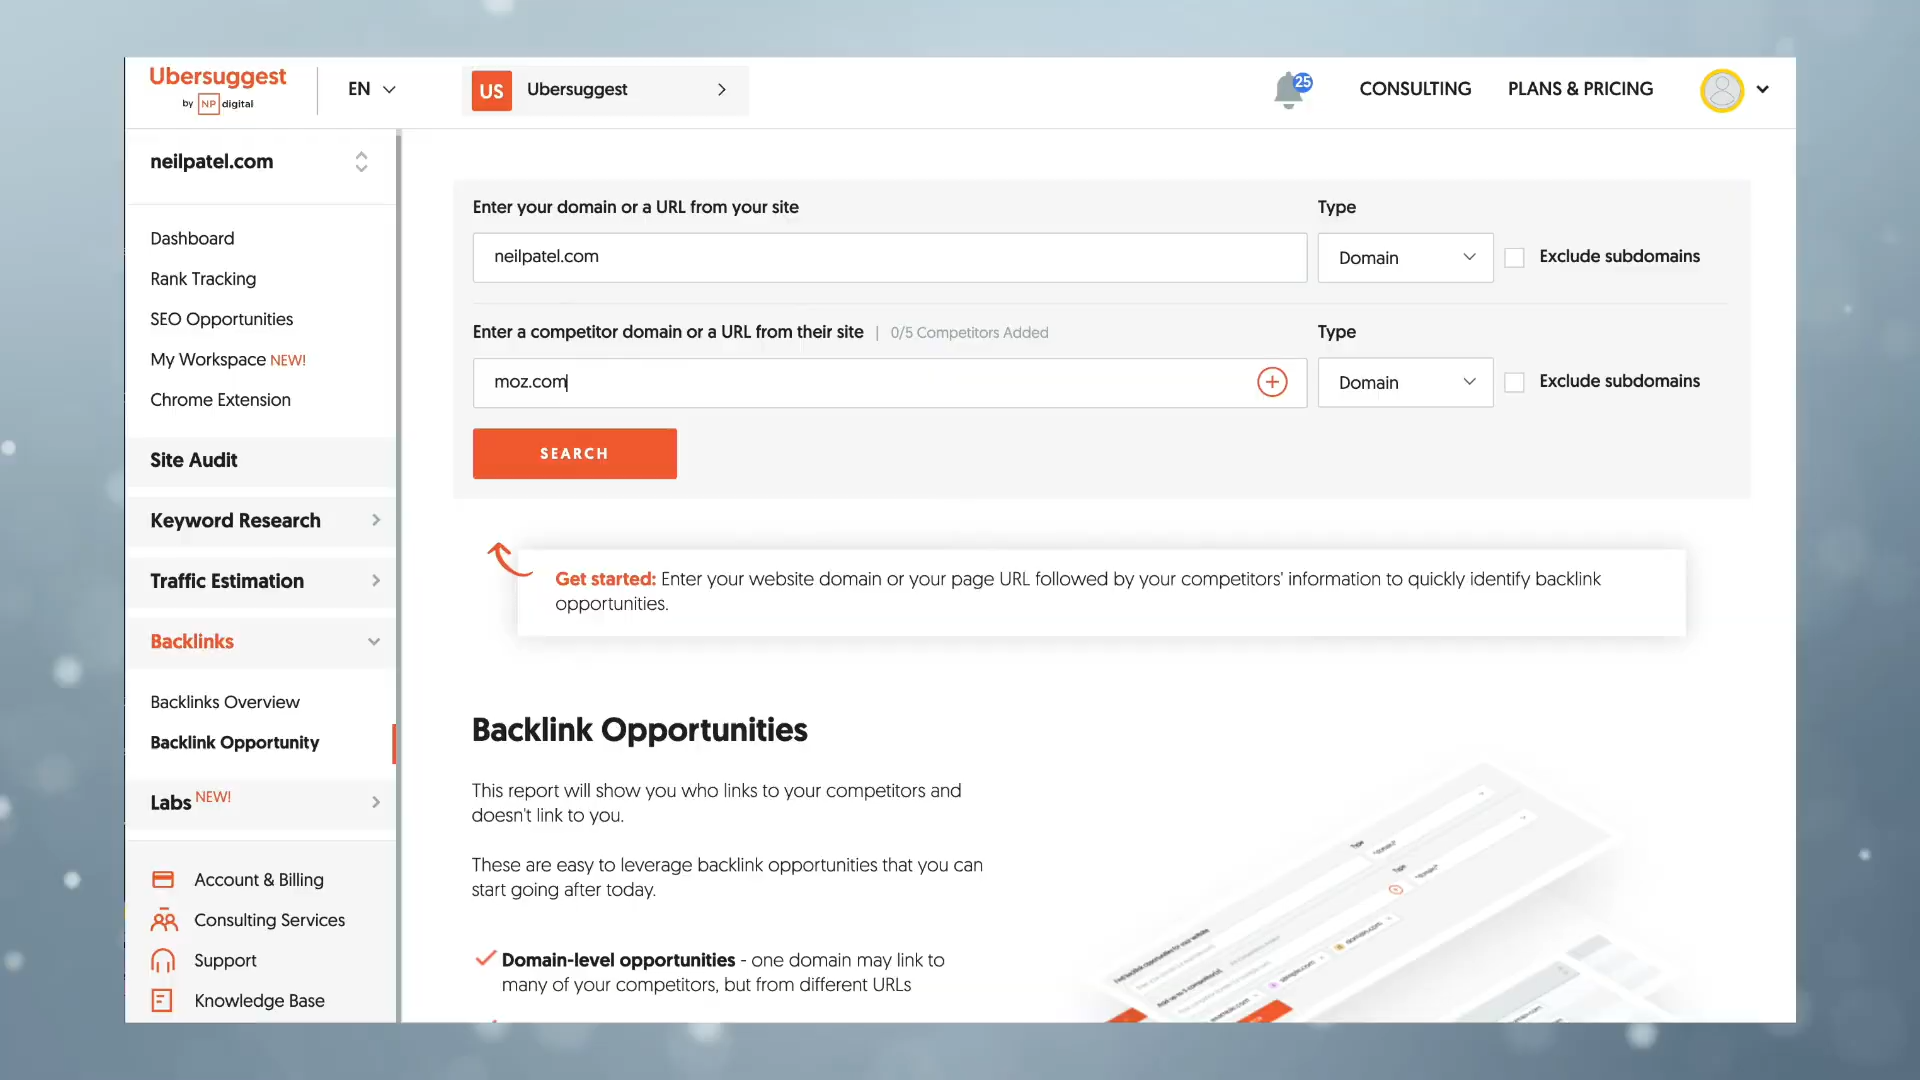 Ubersuggest
by NP digital
EN
US Ubersuggest
25
CONSULTING
PLANS & PRICING
neilpatel.com
Dashboard
Rank Tracking
SEO Opportunities
My Workspace NEW!
Chrome Extension
Site Audit
Keyword Research
Traffic Estimation
Backlinks
Backlinks Overview
Backlink Opportunity
Labs NEW!
Account & Billing
Consulting Services
Support
Knowledge Base
Enter your domain or a URL from your site
Type
neilpatel.com
Domain
Exclude subdomains
Enter a competitor domain or a URL from their site | 0/5 Competitors Added
Type
moz.com
Domain
Exclude subdomains
SEARCH
Get started: Enter your website domain or your page URL followed by your competitors' information to quickly identify backlink
opportunities.
Backlink Opportunities
This report will show you who links to your competitors and
doesn't link to you.
These are easy to leverage backlink opportunities that you can
start going after today.
Domain-level opportunities - one domain may link to
many of your competitors, but from different URLs